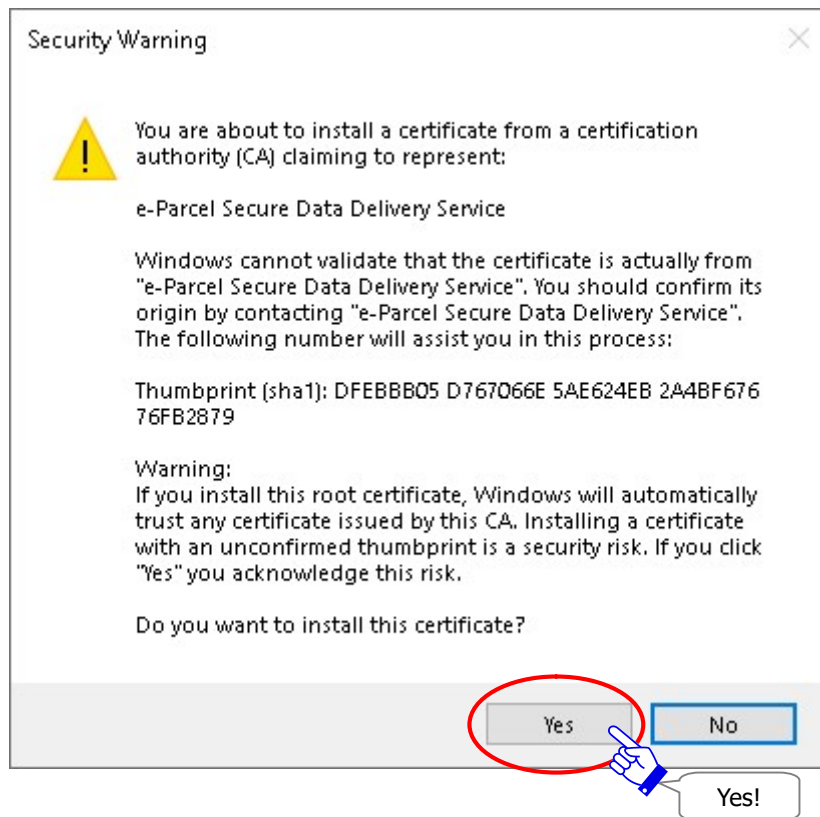 Security Warning
You are about to install a certificate from a certification
authority (CA) claiming to represent:
e-Parcel Secure Data Delivery Service
Windows cannot validate that the certificate is actually from
"e-Parcel Secure Data Delivery Service". You should confirm its
origin by contacting "e-Parcel Secure Data Delivery Service".
The following number will assist you in this process:
Thumbprint (sha1): DFEBBB05 D767066E 5AE624EB 2A4BF676
76FB2879
Warning:
If you install this root certificate, Windows will automatically
trust any certificate issued by this CA. Installing a certificate
with an unconfirmed thumbprint is a security risk. If you click
"Yes" you acknowledge this risk.
Do you want to install this certificate?
Yes No
Yes!